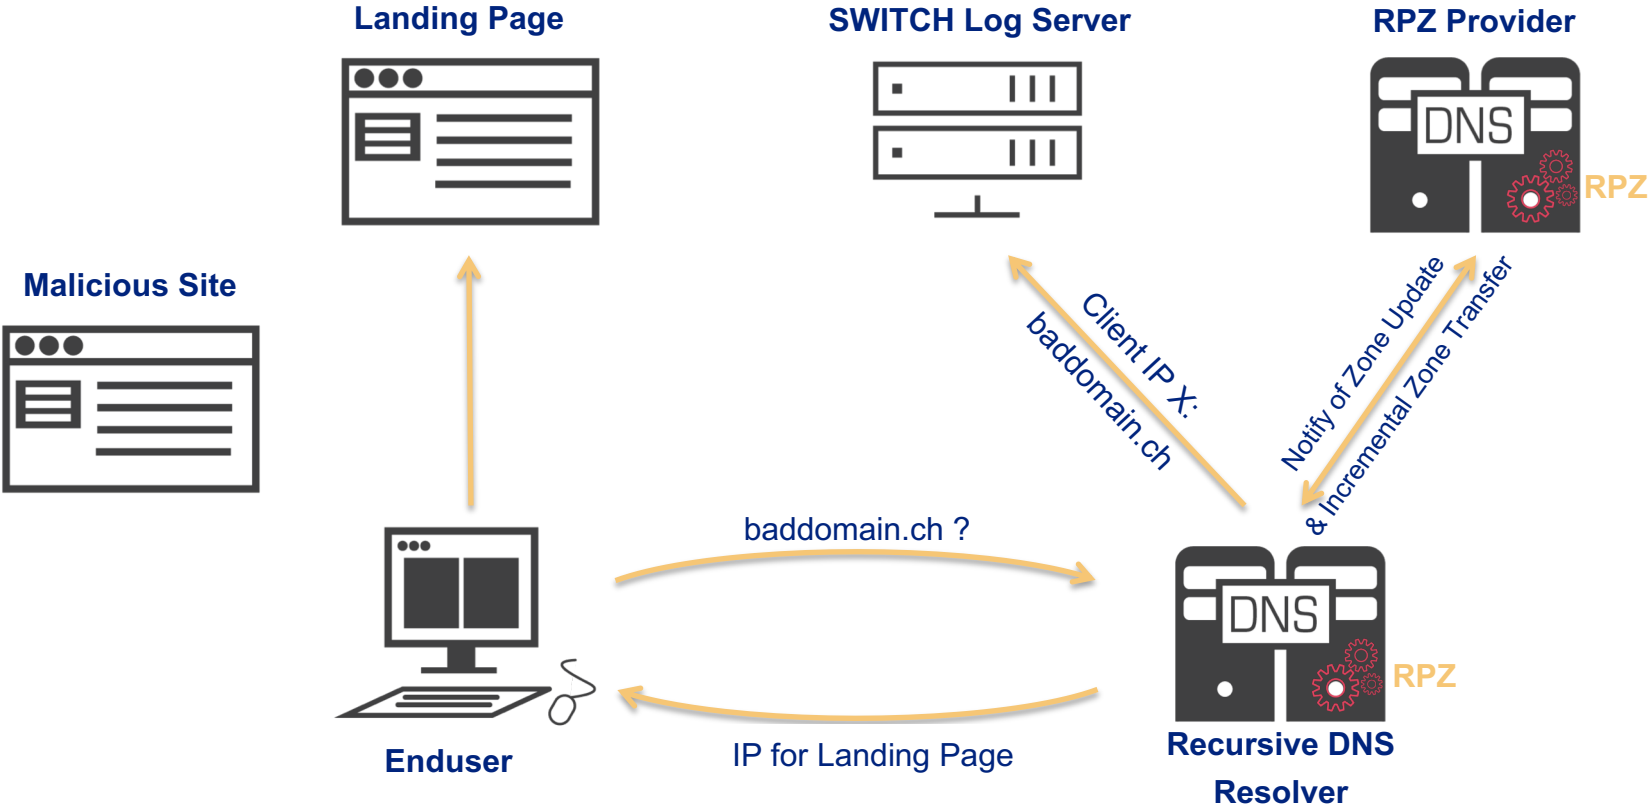 Landing Page
SWITCH Log Server
RPZ Provider
DNS
RPZ
Malicious Site
Client IP X:
baddomain.ch
Notify of Zone Update
& Incremental Zone Transfer
baddomain.ch ?
DNS
RPZ
IP for Landing Page
Enduser
Recursive DNS
Resolver